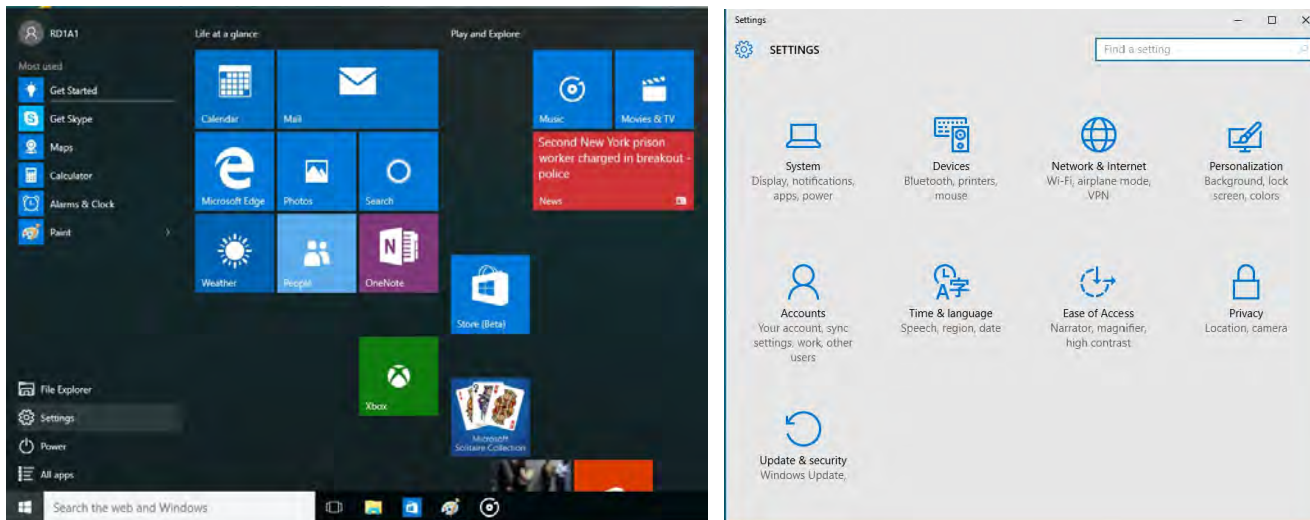 RD1A1
Most used
Get Started
Get Skype
Maps
Calculator
Alarms & Clock
Paint
File Explorer
Settings
Power
All apps
Search the web and Windows
Life at a glance
Calendar
Mail
Microsoft Edge
Photos
Search
Weather
People
OneNote
Xbox
Play and Explore
Music
Movies & TV
Second New York prison
worker charged in breakout -
police
News
Store (Beta)
Microsoft
Solitaire Collection
Settings
SETTINGS
Find a setting
System
Display, notifications,
apps, power
Devices
Bluetooth, printers,
mouse
Network & Internet
Wi-Fi, airplane mode,
VPN
Personalization
Background, lock
screen, colors
Accounts
Your account, sync
settings, work, other
users
Time & language
Speech, region, date
Ease of Access
Narrator, magnifier,
high contrast
Privacy
Location, camera
Update & security
Windows Update,